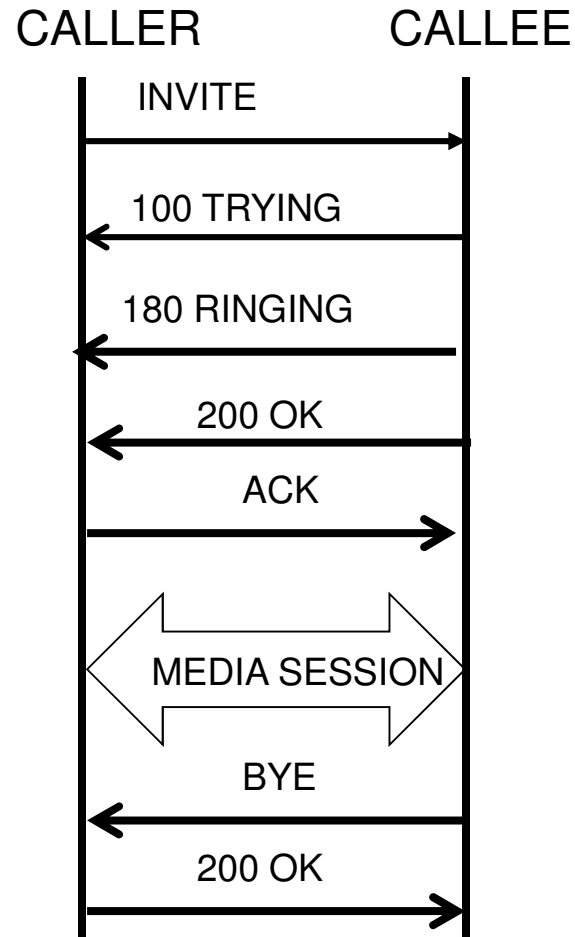 CALLER CALLEE
INVITE
100 TRYING
180 RINGING
200 OK
ACK
MEDIA SESSION
BYE
200 OK